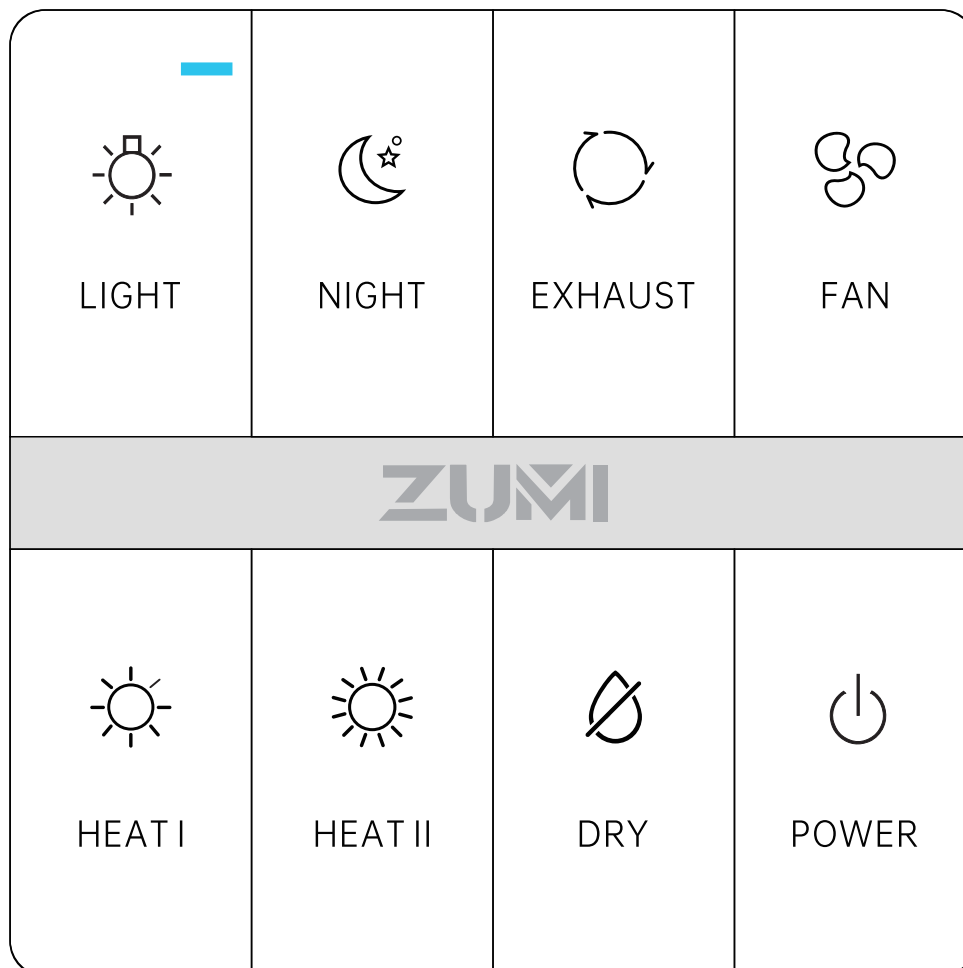 LIGHT
NIGHT
EXHAUST
FAN
ZUMI
HEAT I
HEAT II
DRY
POWER